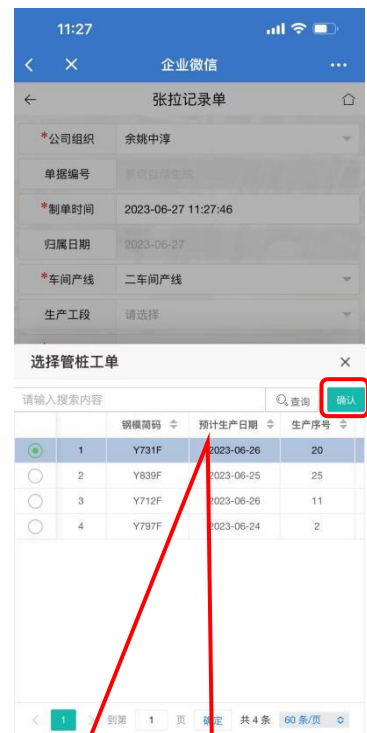 11:27
企业微信
张拉记录单
*公司组织 余姚中淳
单据编号 系统自动生成
*制单时间 2023-06-27 11:27:46
归属日期 2023-06-27
*车间产线 二车间产线
生产工段 请选择
选择管桩工单
请输入搜索内容 查询 确认
钢模简码 预计生产日期 生产序号
1 Y731F 2023-06-26 20
2 Y839F 2023-06-25 25
3 Y712F 2023-06-26 11
4 Y797F 2023-06-24 2
1 到第 1 页 确定 共 4 条 60 条/页